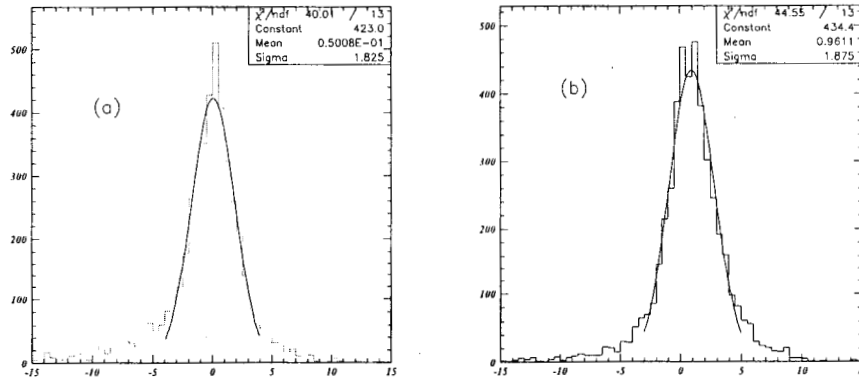 χ²/ndf 40.01 / 13
Constant 423.0
Mean 0.5008E-01
Sigma 1.825
(a)
500
400
300
200
100
0
-15 -10 -5 0 5 10 15
χ²/ndf 44.55 / 13
Constant 434.4
Mean 0.9611
Sigma 1.875
(b)
500
400
300
200
100
0
-15 -10 -5 0 5 10 15